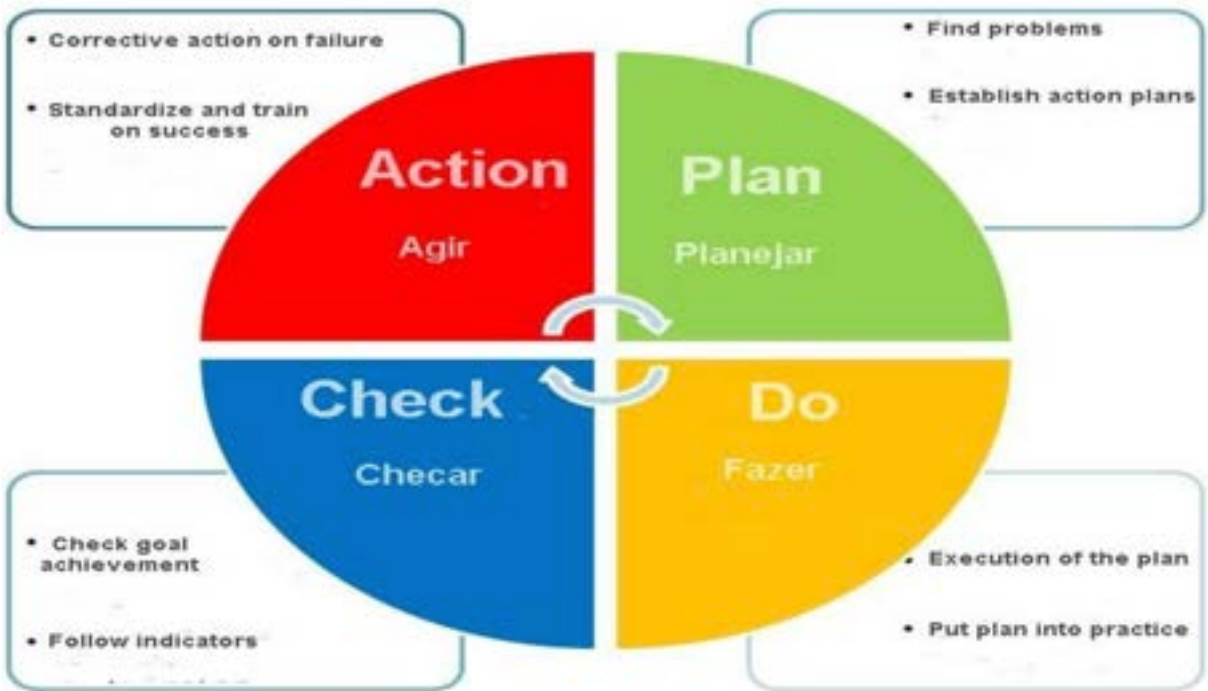 • Corrective action on failure
• Standardize and train
on success
Action
Agir
• Find problems
• Establish action plans
Plan
Planejar
Check
Checar
• Check goal
achievement
• Follow indicators
Do
Fazer
• Execution of the plan
• Put plan into practice